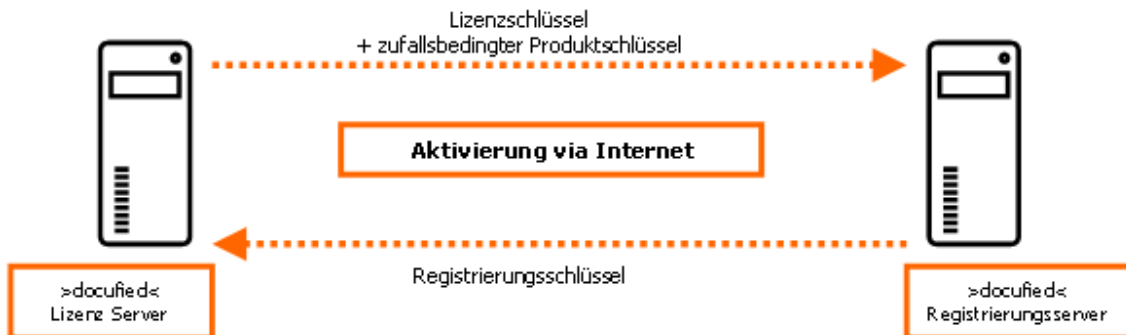 Lizenzschlüssel
+ zufallsbedingter Produktschlüssel
Aktivierung via Internet
Registrierungsschlüssel
>docufied<
Lizenz Server
>docufied<
Registrierungsserver